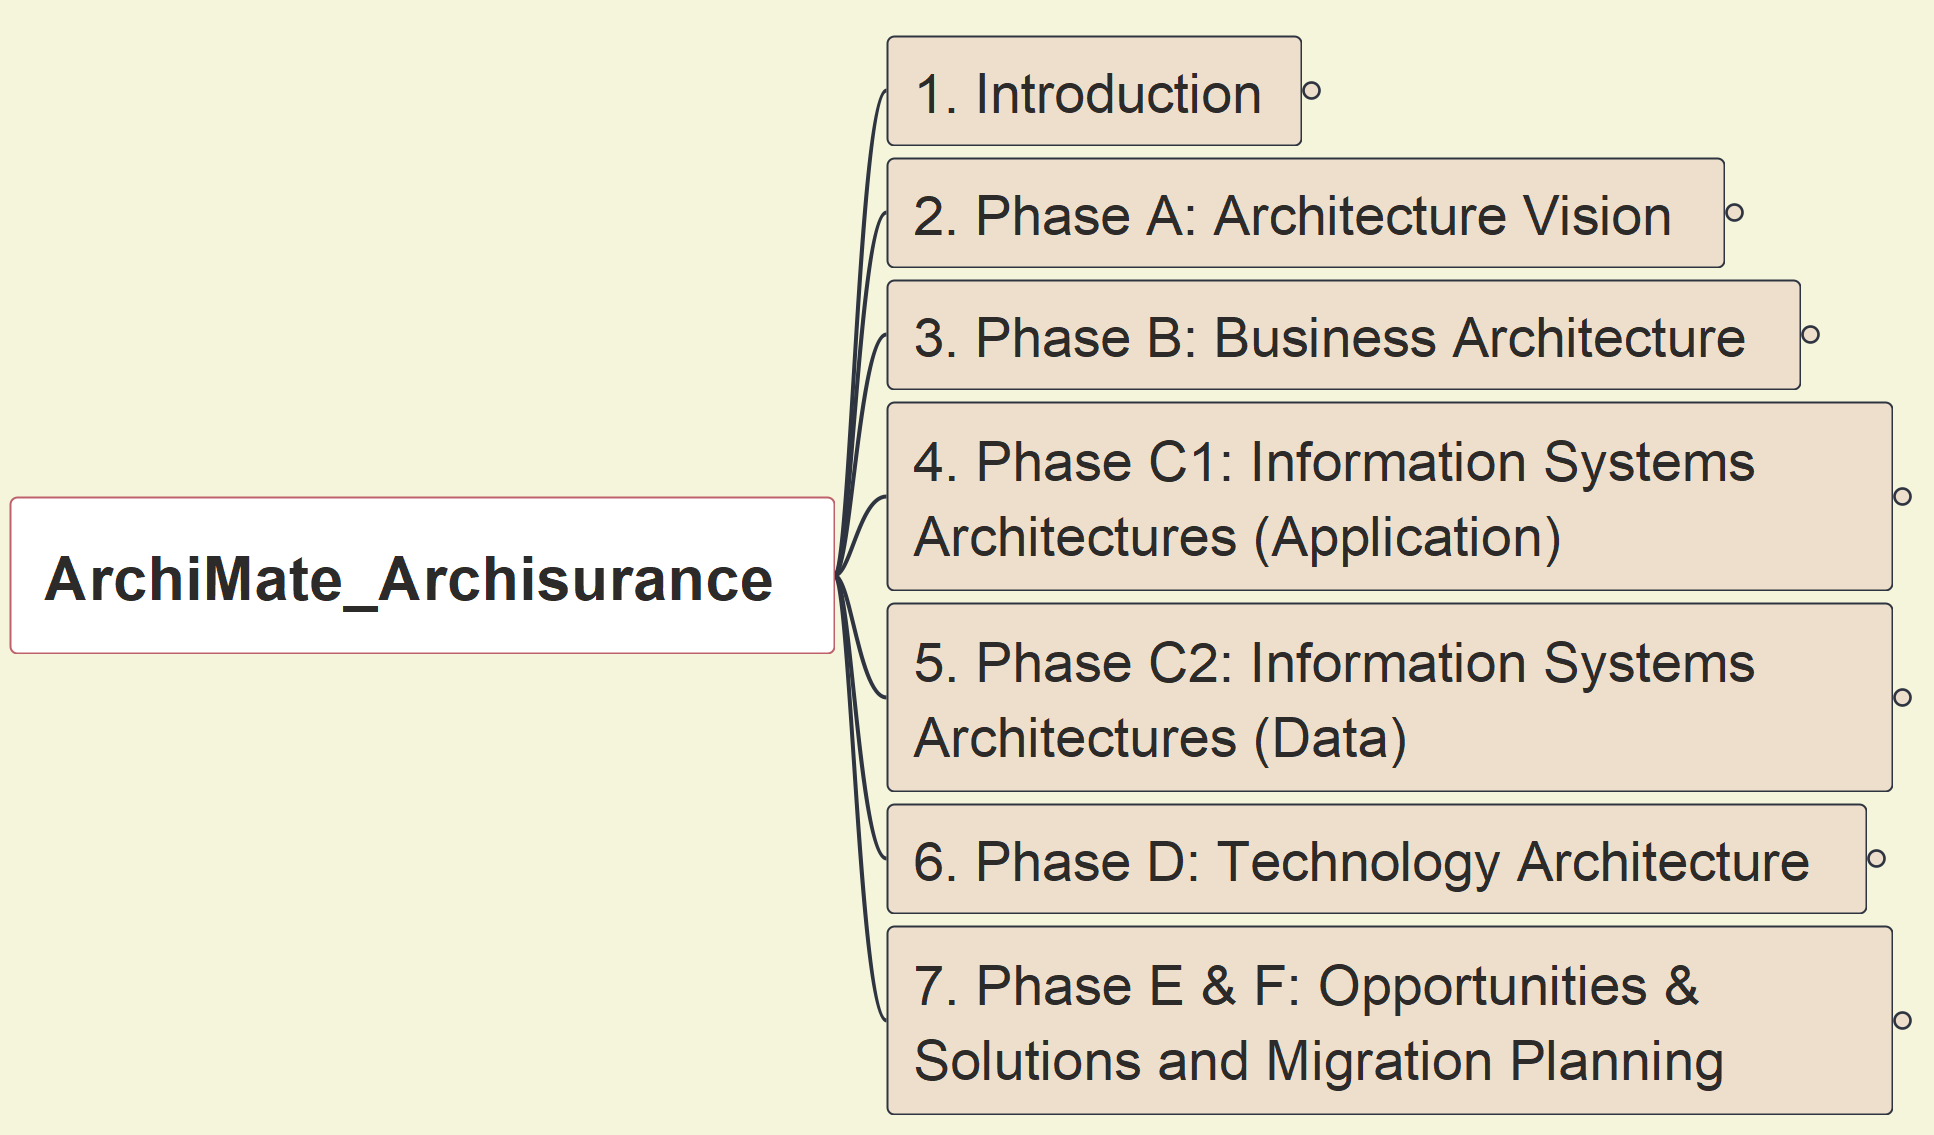 ArchiMate_Archisurance
1. Introduction
2. Phase A: Architecture Vision
3. Phase B: Business Architecture
4. Phase C1: Information Systems
Architectures (Application)
5. Phase C2: Information Systems
Architectures (Data)
6. Phase D: Technology Architecture
7. Phase E & F: Opportunities &
Solutions and Migration Planning